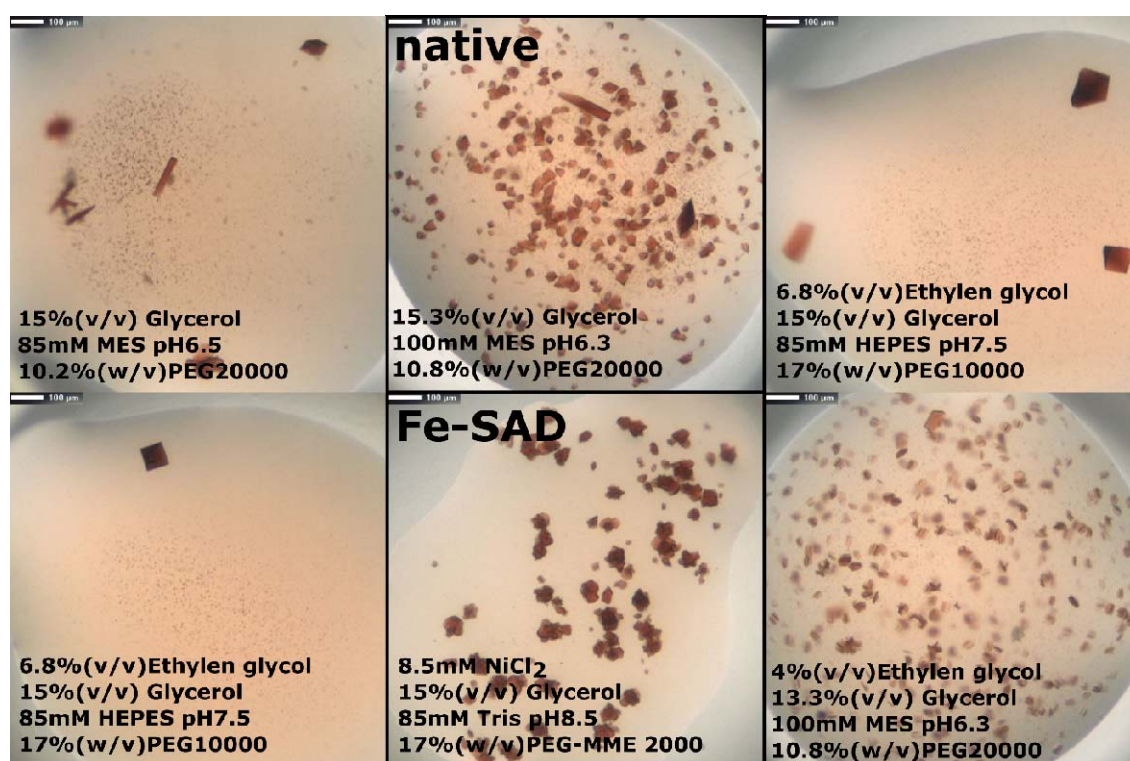 100 µm
15%(v/v) Glycerol
85mM MES pH6.5
10.2%(w/v)PEG20000
100 µm
native
15.3%(v/v) Glycerol
100mM MES pH6.3
10.8%(w/v)PEG20000
100 µm
6.8%(v/v)Ethylen glycol
15%(v/v) Glycerol
85mM HEPES pH7.5
17%(w/v)PEG10000
100 µm
6.8%(v/v)Ethylen glycol
15%(v/v) Glycerol
85mM HEPES pH7.5
17%(w/v)PEG10000
100 µm
Fe-SAD
8.5mM NiCl₂
15%(v/v) Glycerol
85mM Tris pH8.5
17%(w/v)PEG-MME 2000
100 µm
4%(v/v)Ethylen glycol
13.3%(v/v) Glycerol
100mM MES pH6.3
10.8%(w/v)PEG20000